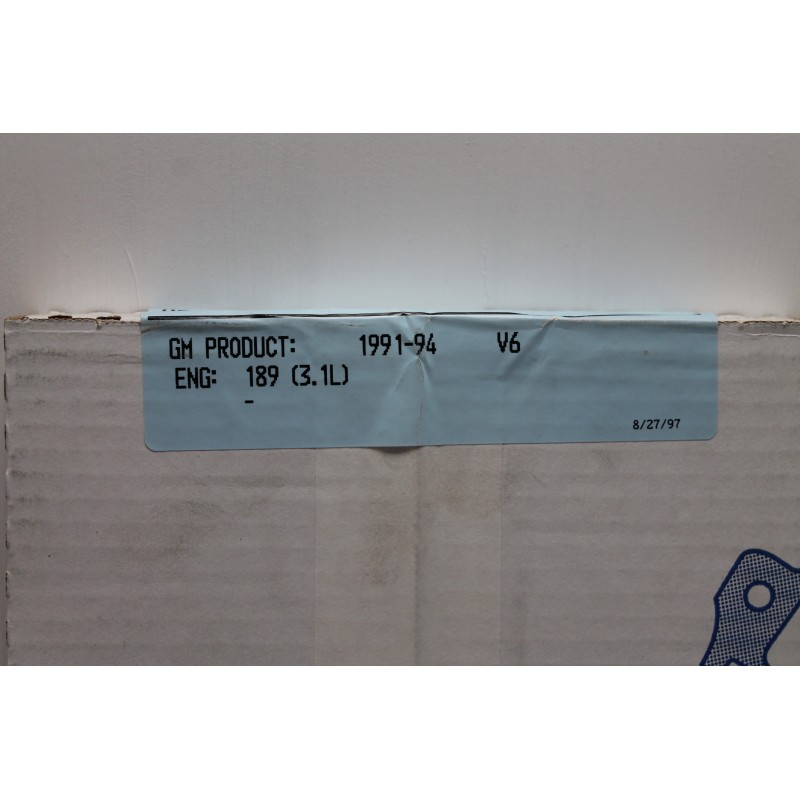 GM PRODUCT: 1991-94 V6
ENG: 189 (3.1L)
-
8/27/97